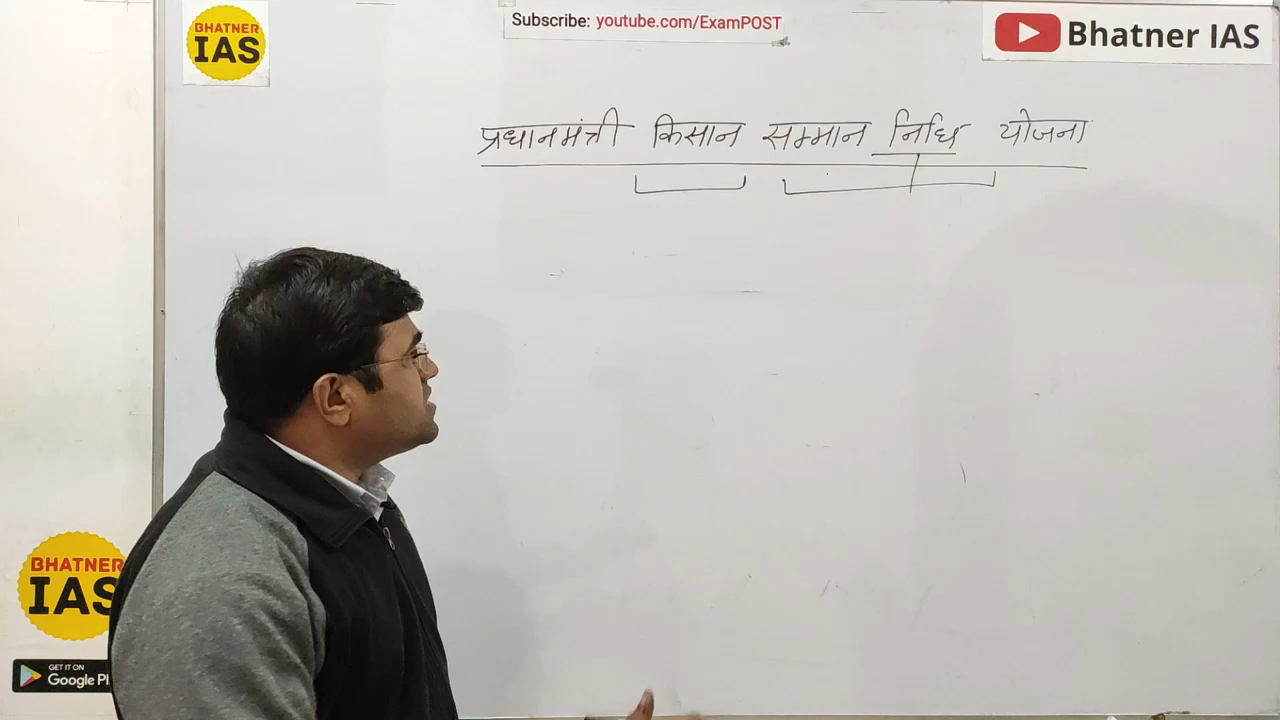 BHATNER
IAS
Subscribe: youtube.com/ExamPOST
Bhatner IAS
प्रधानमंत्री किसान सम्मान निधि योजना
BHATNER
IAS
GET IT ON
Google Pl